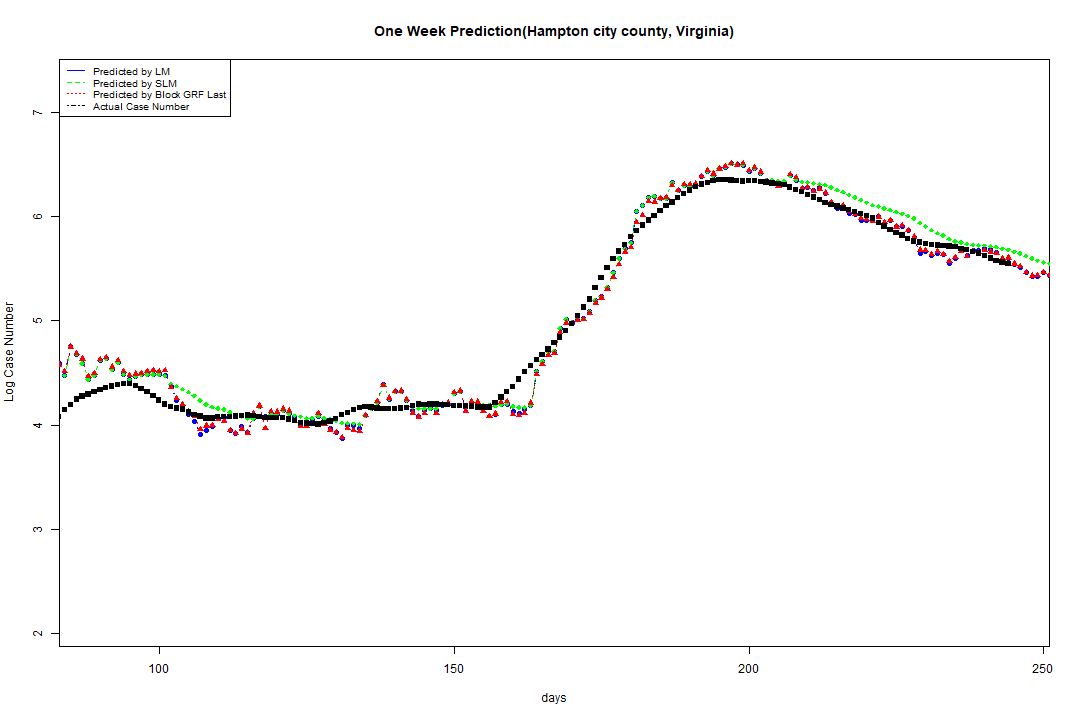 One Week Prediction(Hampton city county, Virginia)
Predicted by LM
Predicted by SLM
Predicted by Block GRF Last
Actual Case Number
7
6
5
4
3
2
Log Case Number
100
150
200
250
days